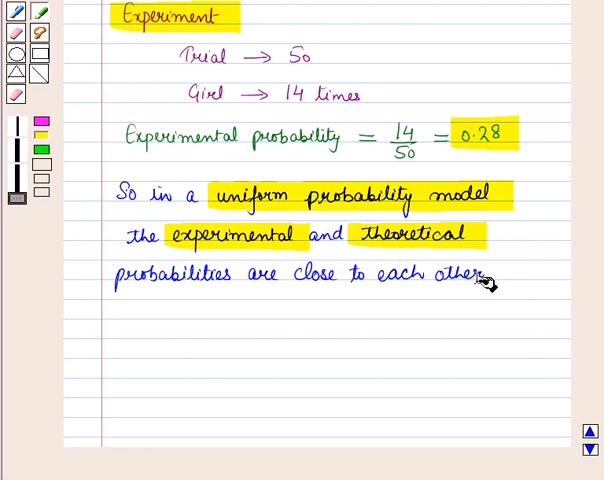 Experiment
Trial → 50
Girl → 14 times
Experimental probability = 14/50 = 0.28
So in a uniform probability model
the experimental and theoretical
probabilities are close to each other